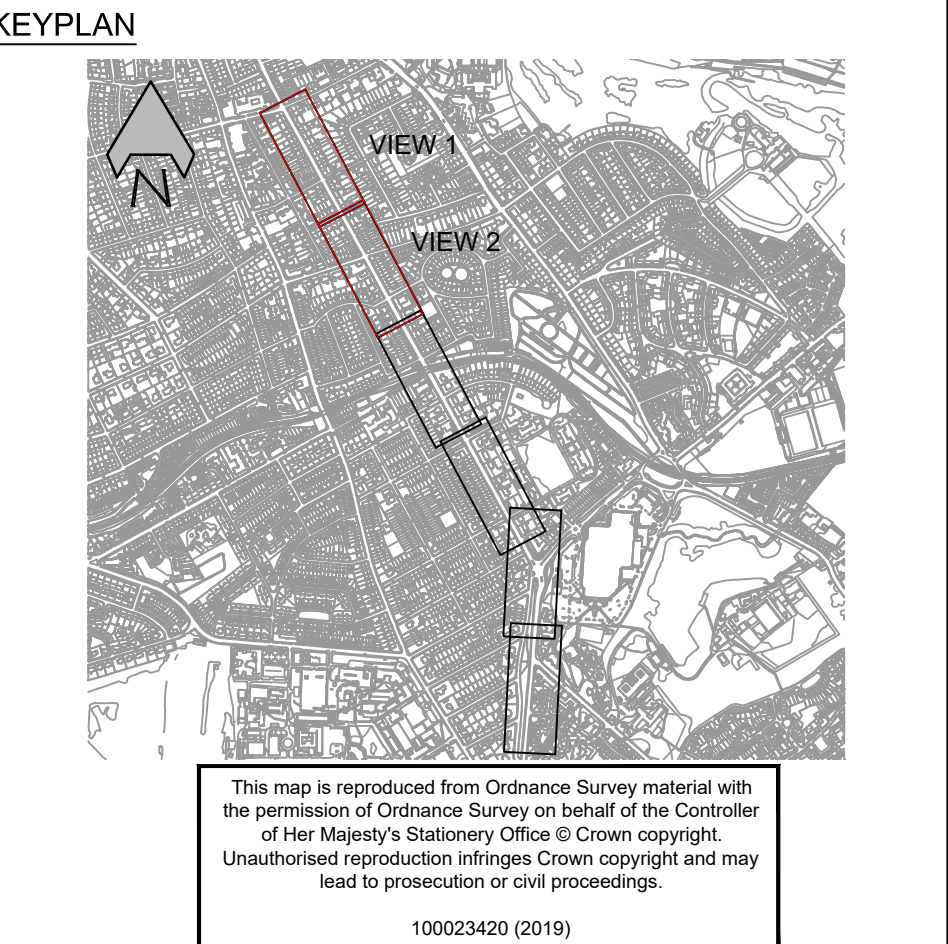 KEYPLAN
N
VIEW 1
VIEW 2
This map is reproduced from Ordnance Survey material with
the permission of Ordnance Survey on behalf of the Controller
of Her Majesty's Stationery Office © Crown copyright.
Unauthorised reproduction infringes Crown copyright and may
lead to prosecution or civil proceedings.
100023420 (2019)